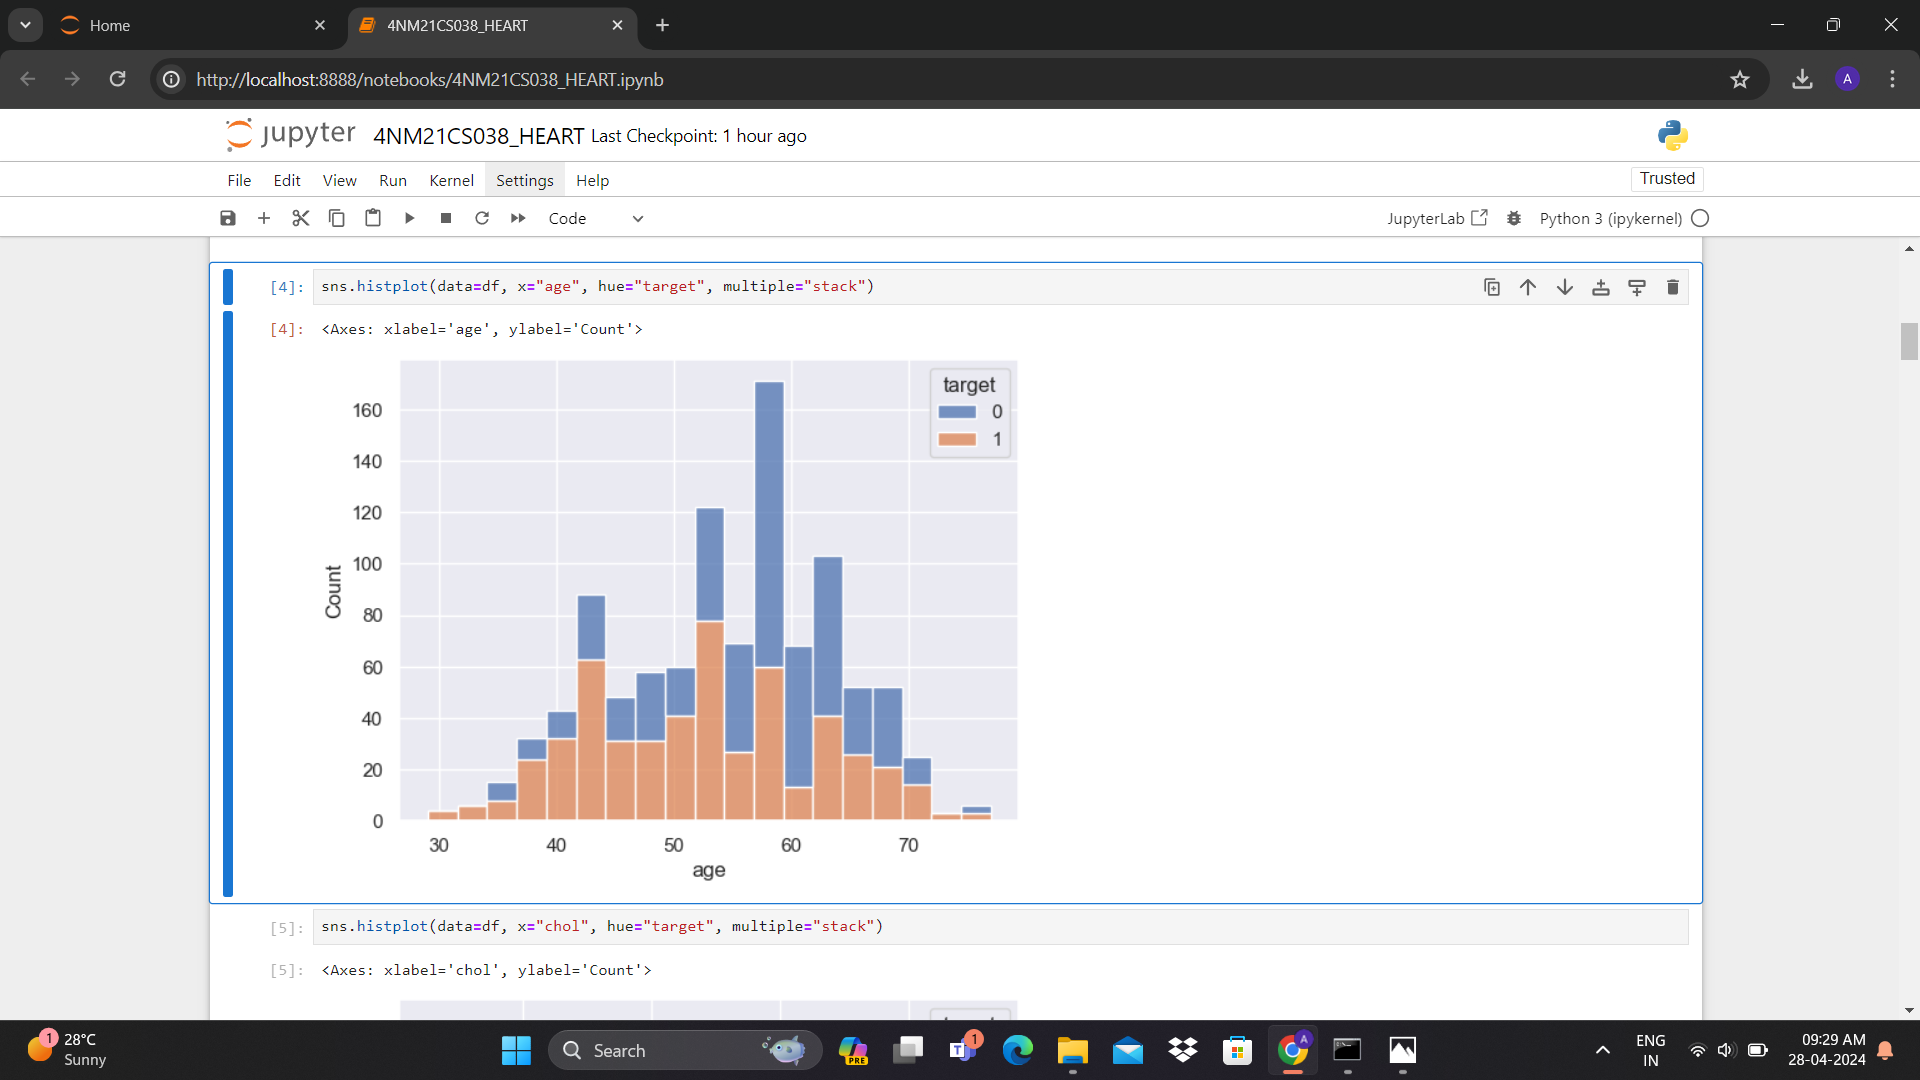 Home
4NM21CS038_HEART
http://localhost:8888/notebooks/4NM21CS038_HEART.ipynb
A
jupyter 4NM21CS038_HEART Last Checkpoint: 1 hour ago
File Edit View Run Kernel Settings Help
Trusted
Code
JupyterLab
Python 3 (ipykernel)
[4]: sns.histplot(data=df, x="age", hue="target", multiple="stack")
[4]: <Axes: xlabel='age', ylabel='Count'>
target
0
1
160
140
120
100
80
60
40
20
0
Count
30 40 50 60 70
age
[5]: sns.histplot(data=df, x="chol", hue="target", multiple="stack")
[5]: <Axes: xlabel='chol', ylabel='Count'>
1
28°C
Sunny
Search
PRE
T
1
A
ENG
IN
09:29 AM
28-04-2024